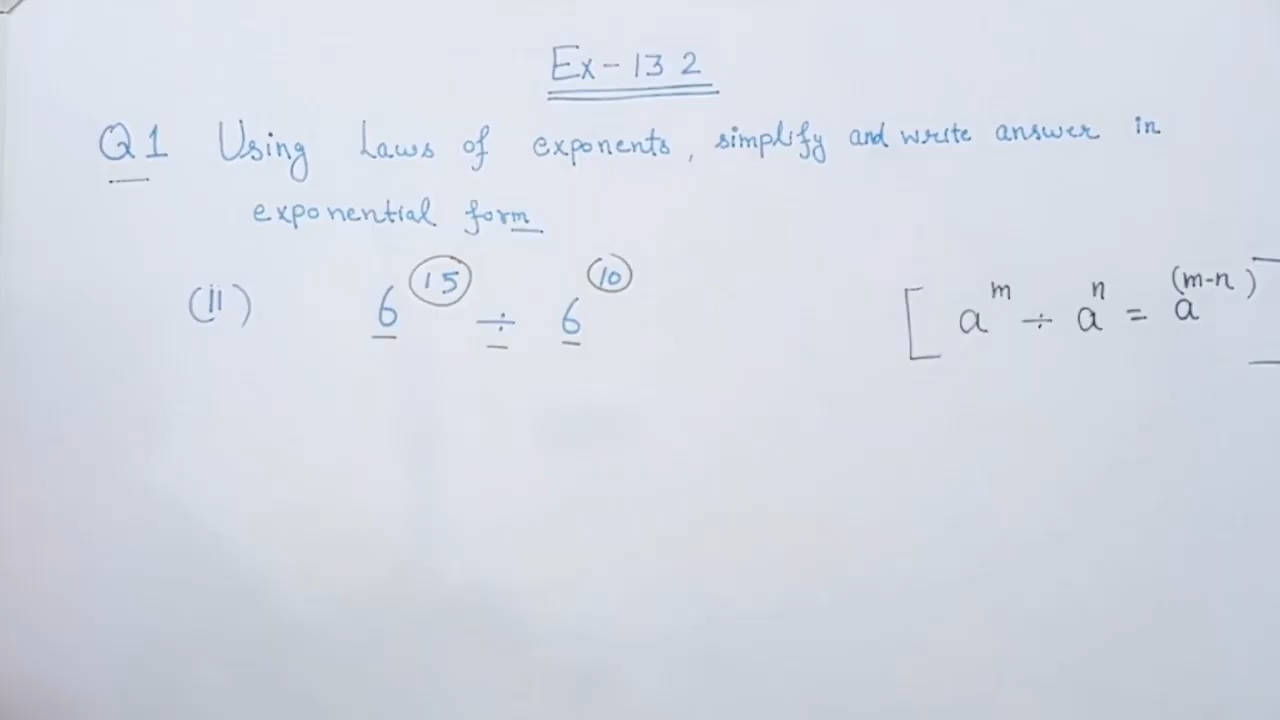 Ex-13 2
Q1 Using Laws of exponents, simplify and write answer in
exponential form
(ii) 6^15 ÷ 6^10 [a^m ÷ a^n = a^(m-n)]